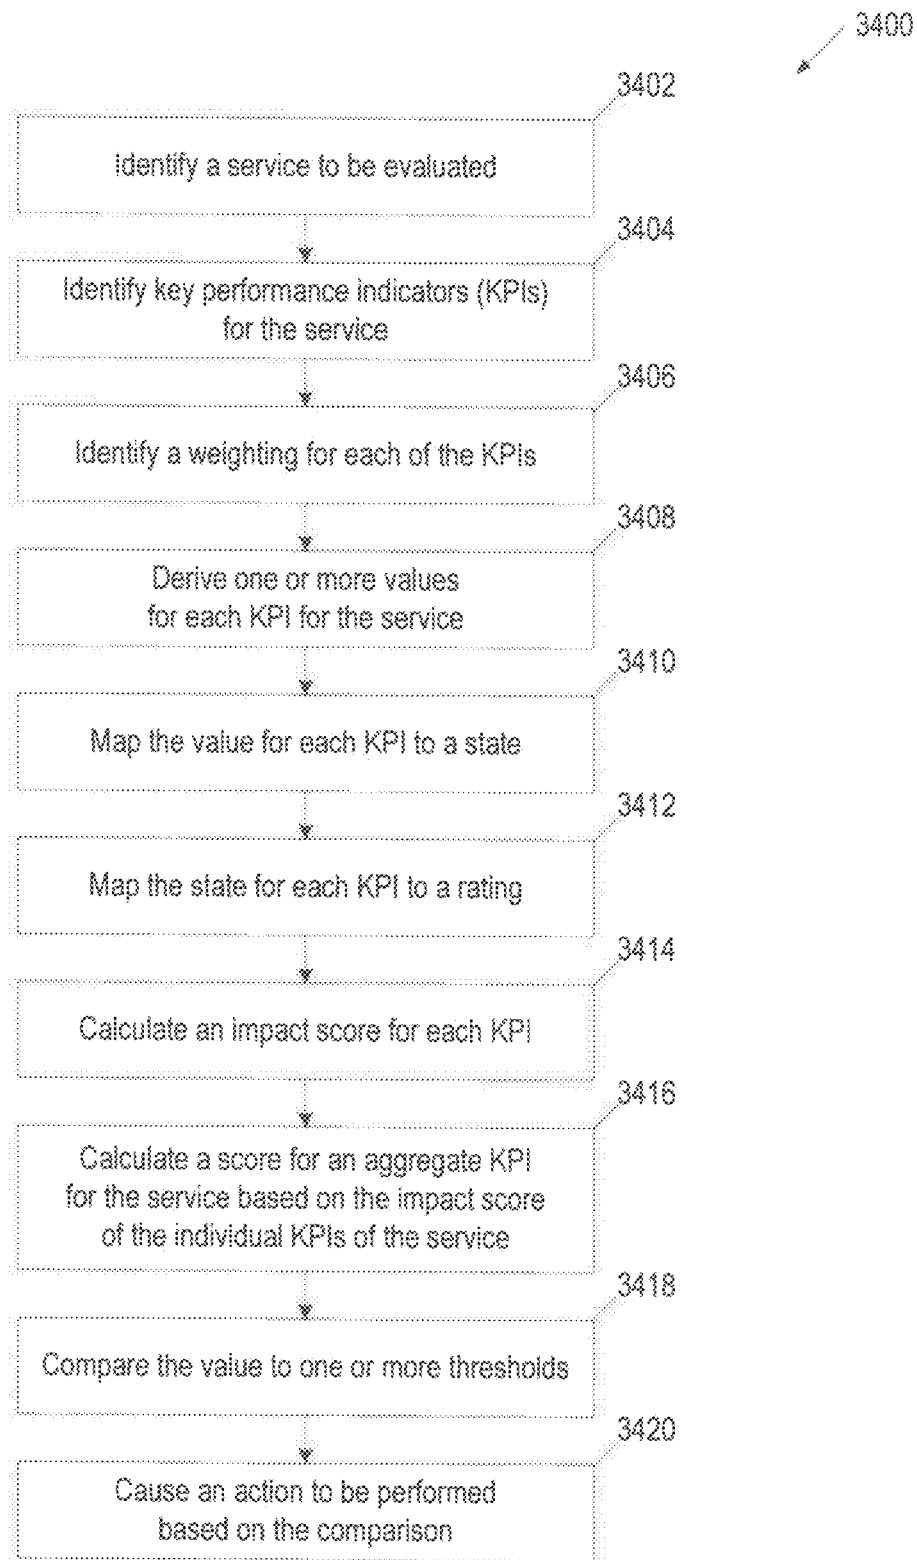 3400
3402
Identify a service to be evaluated
3404
Identify key performance indicators (KPIs)
for the service
3406
Identify a weighting for each of the KPIs
3408
Derive one or more values
for each KPI for the service
3410
Map the value for each KPI to a state
3412
Map the state for each KPI to a rating
3414
Calculate an impact score for each KPI
3416
Calculate a score for an aggregate KPI
for the service based on the impact score
of the individual KPIs of the service
3418
Compare the value to one or more thresholds
3420
Cause an action to be performed
based on the comparison